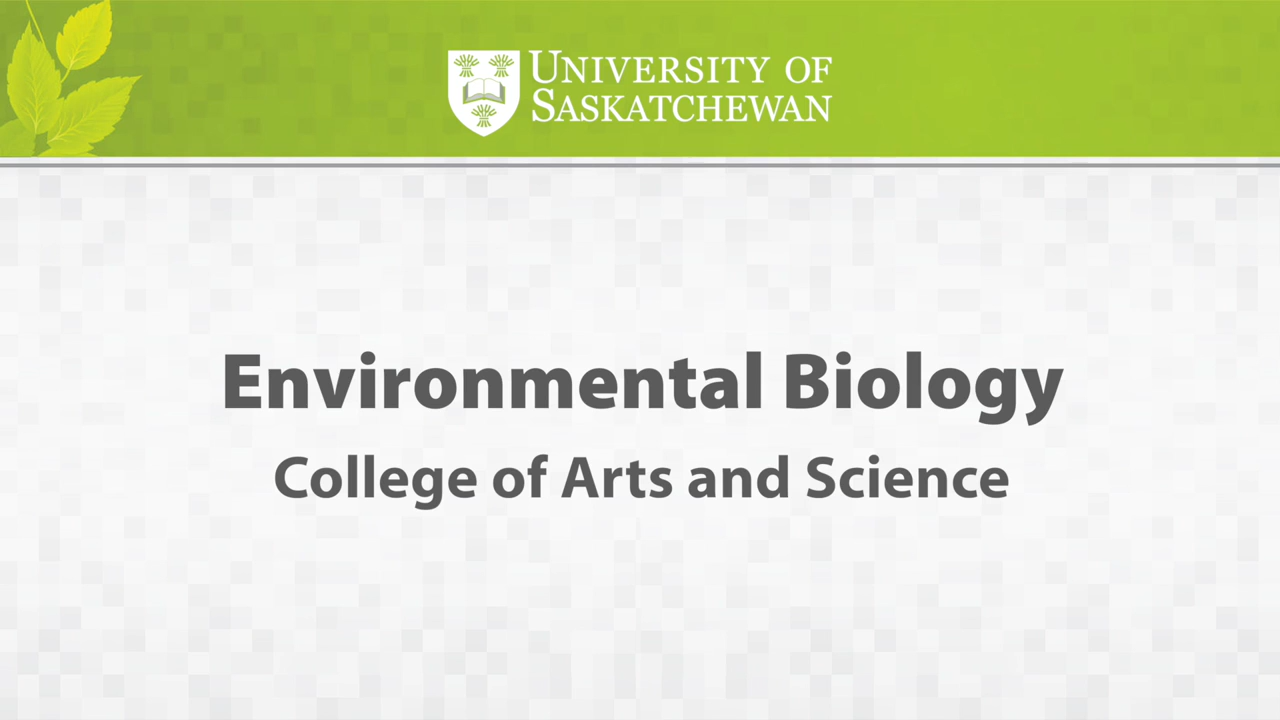 UNIVERSITY OF
SASKATCHEWAN
Environmental Biology
College of Arts and Science